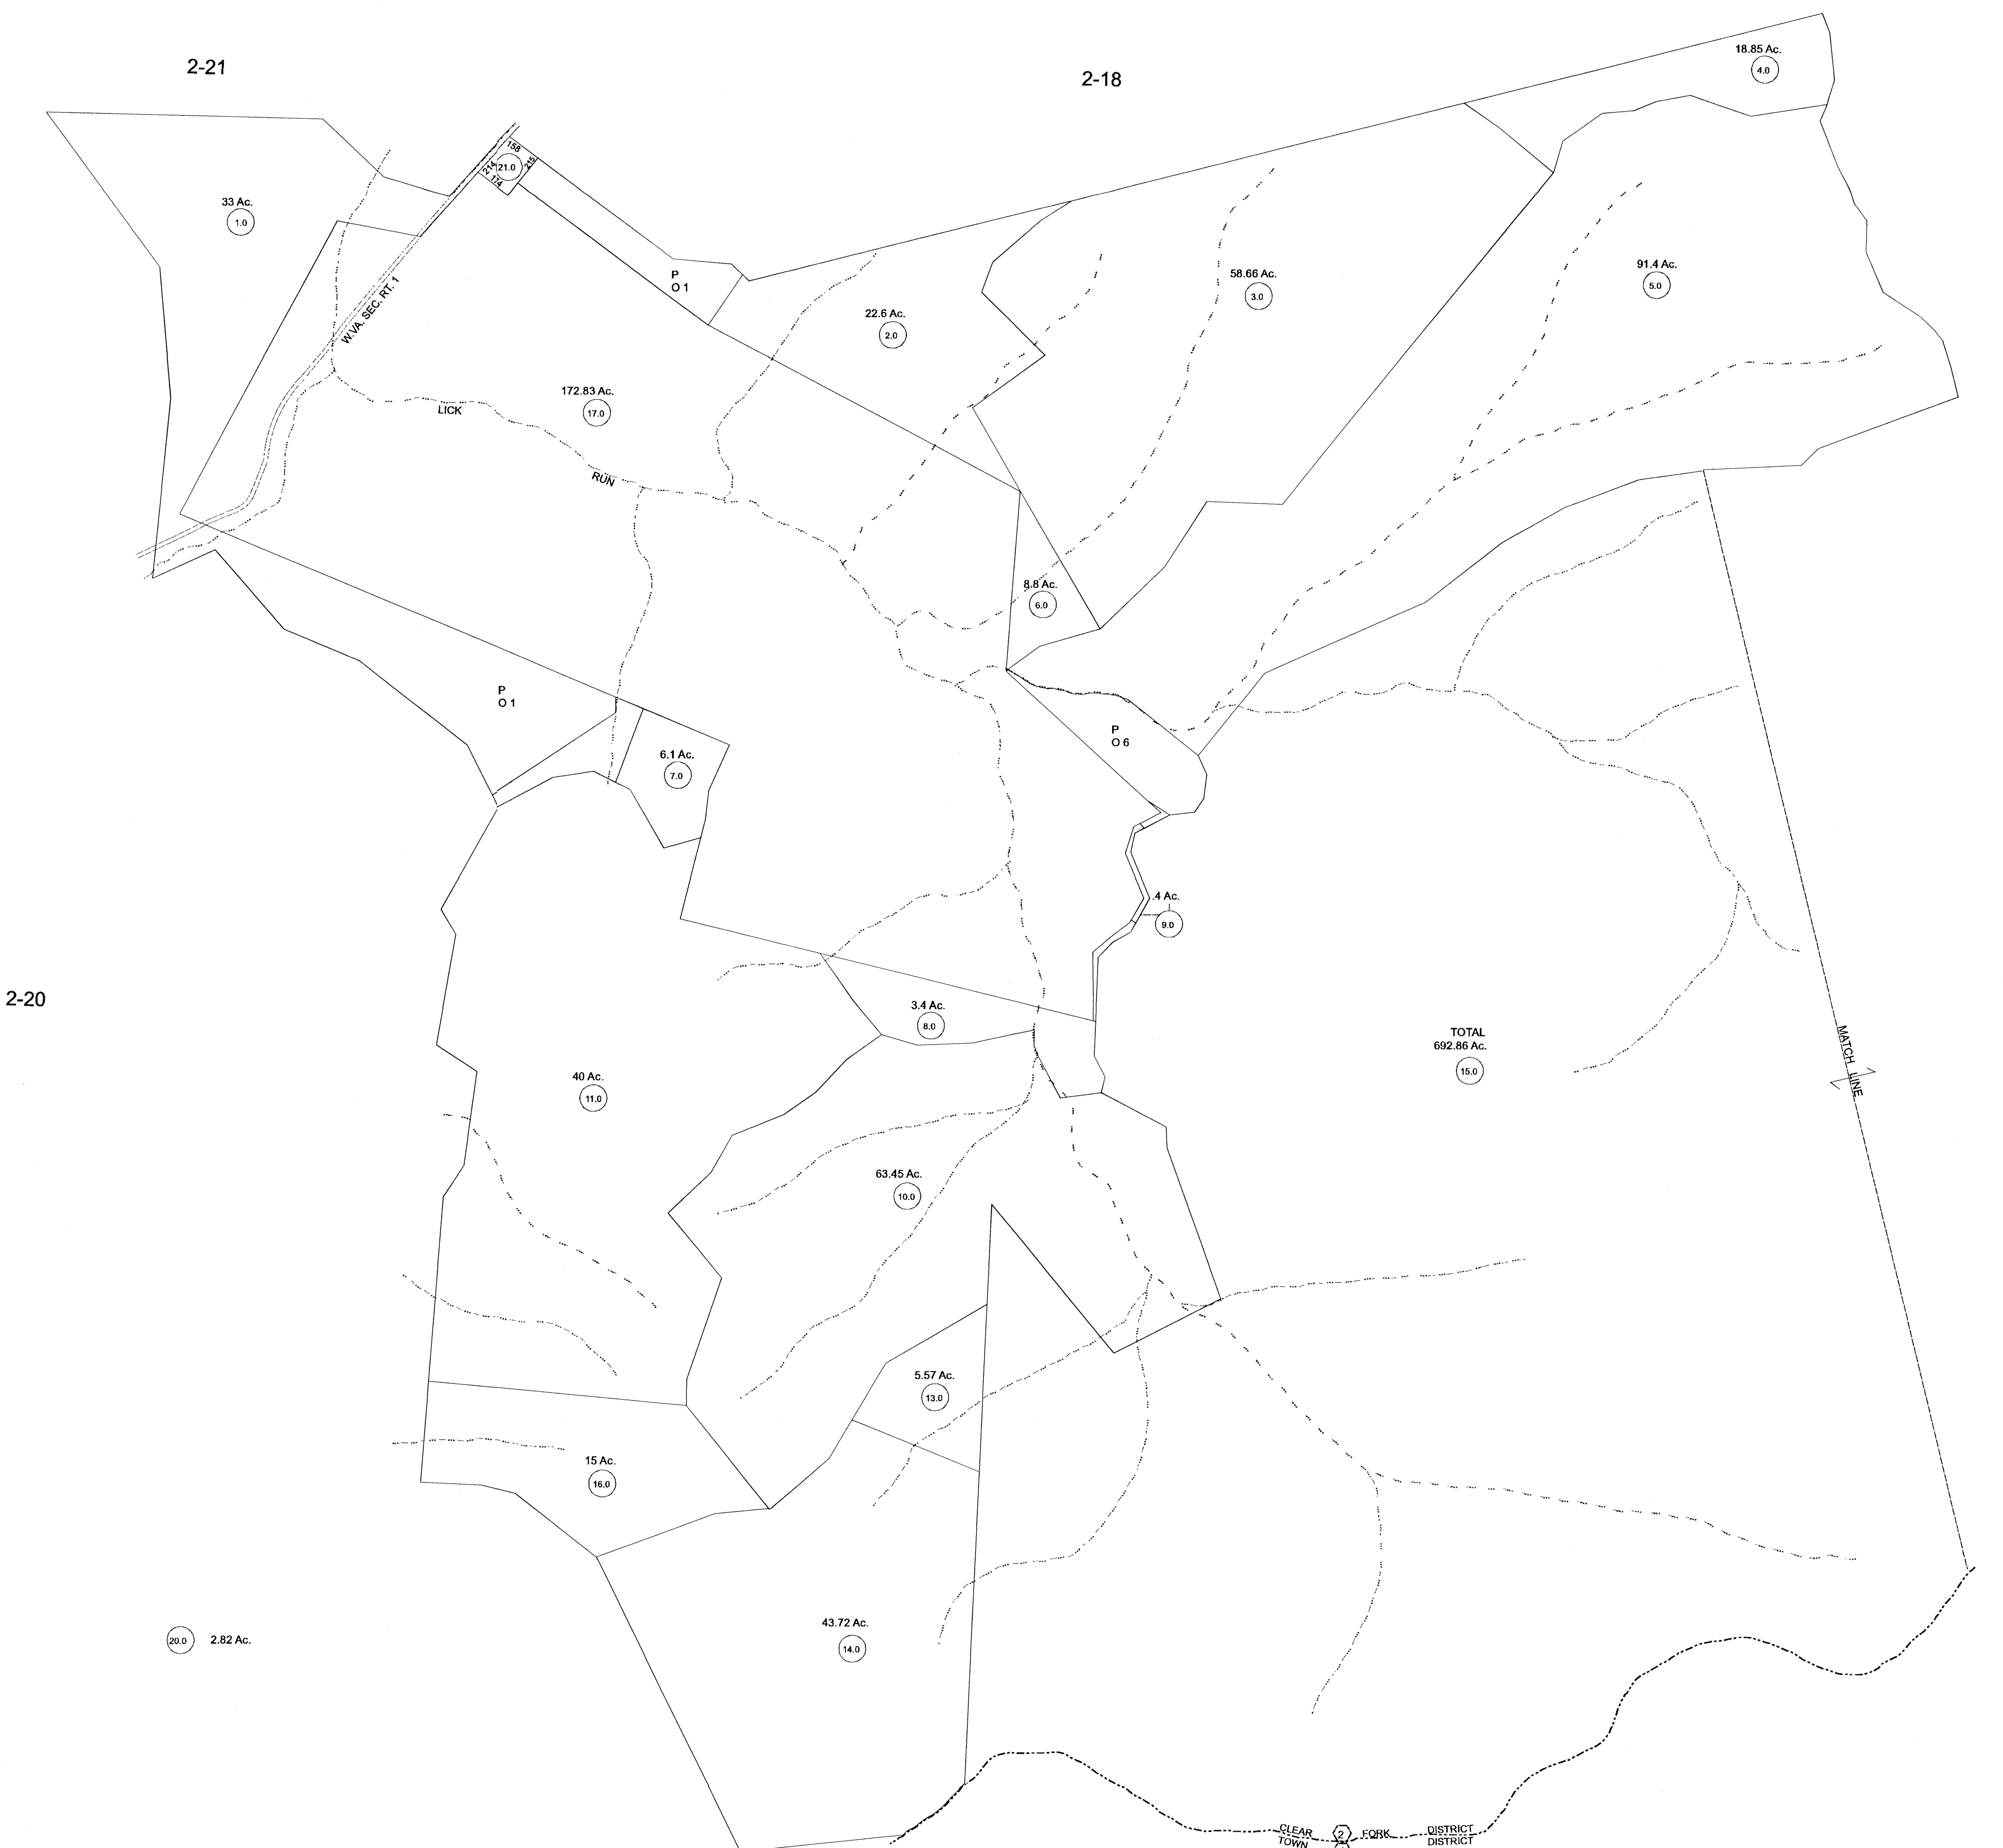 2-21
2-18
18.85 Ac.
4.0
158
214
21.0
215
174
33 Ac.
1.0
W.VA. SEC. RT. 1
P
O 1
58.66 Ac.
3.0
91.4 Ac.
5.0
22.6 Ac.
2.0
172.83 Ac.
17.0
LICK
RUN
8.8 Ac.
6.0
P
O 1
P
O 6
6.1 Ac.
7.0
.4 Ac.
9.0
2-20
3.4 Ac.
8.0
TOTAL
692.86 Ac.
15.0
MATCH LINE
40 Ac.
11.0
63.45 Ac.
10.0
5.57 Ac.
13.0
15 Ac.
16.0
43.72 Ac.
14.0
20.0 2.82 Ac.
CLEAR 2 FORK DISTRICT
TOWN DISTRICT